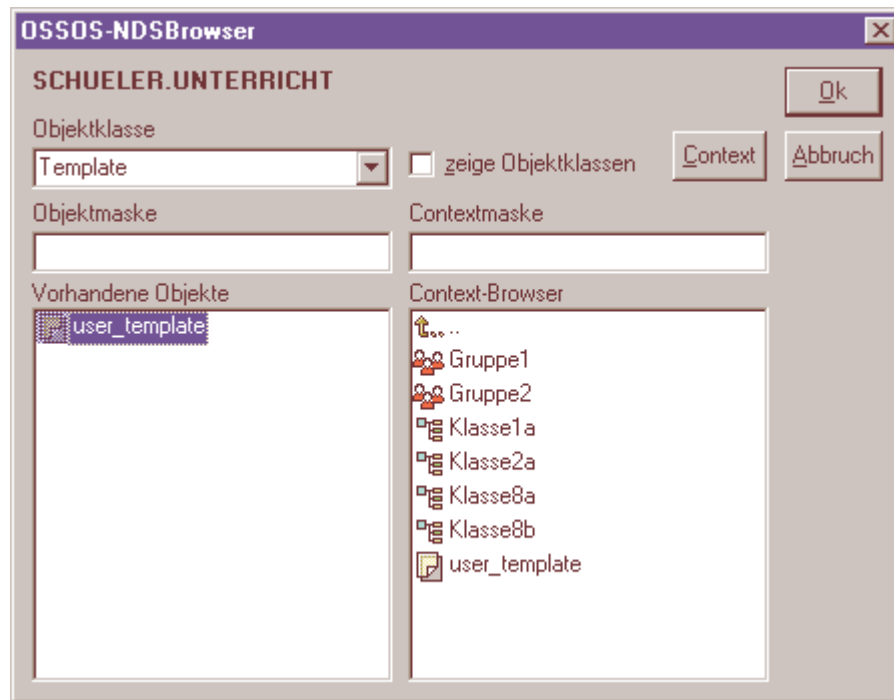 OSSOS-NDSBrowser
SCHUELER.UNTERRICHT
Ok
Objektklasse
Template
zeige Objektklassen
Context
Abbruch
Objektmaske
Contextmaske
Vorhandene Objekte
Context-Browser
user_template
..
Gruppe1
Gruppe2
Klasse1a
Klasse2a
Klasse8a
Klasse8b
user_template